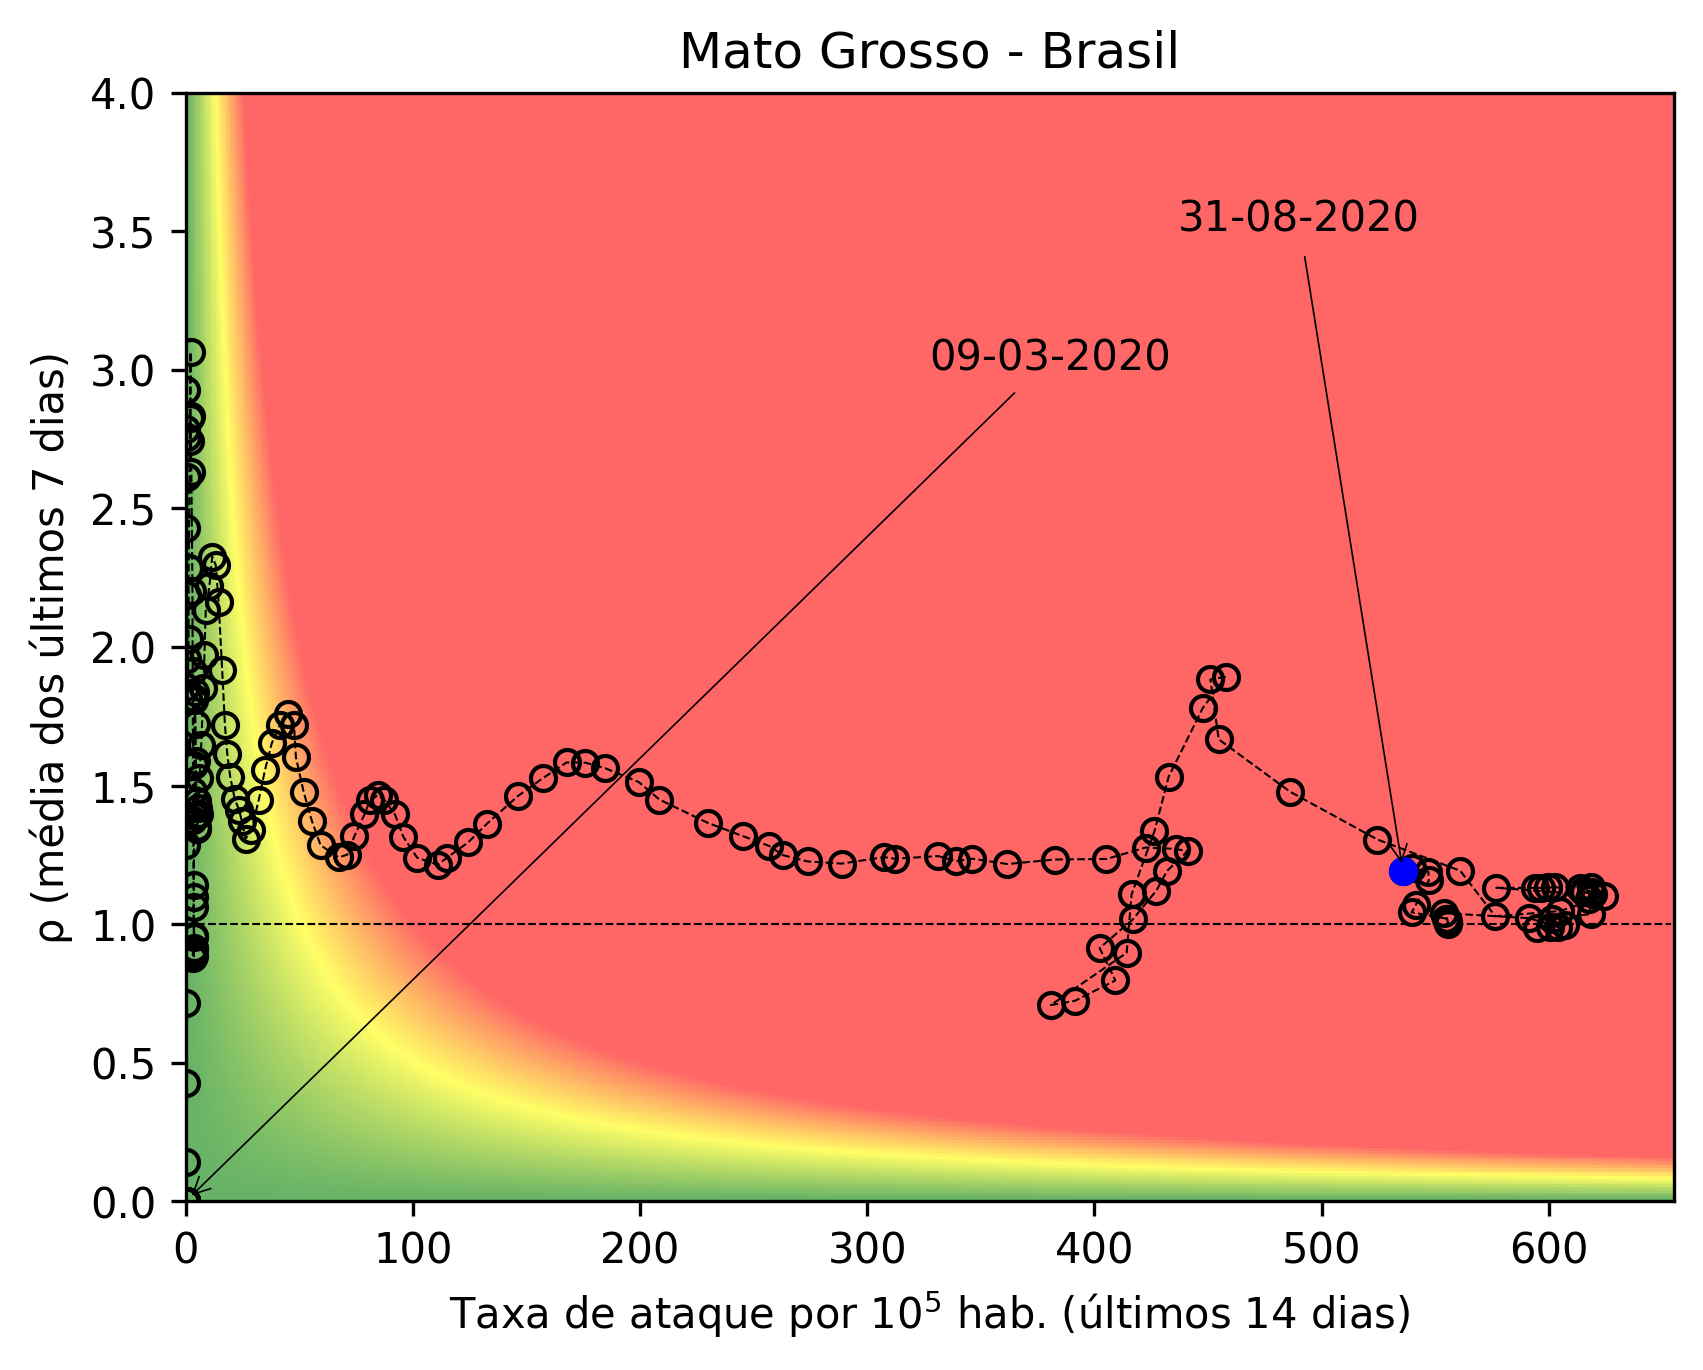 Mato Grosso - Brasil
4.0
3.5
3.0
2.5
2.0
1.5
1.0
0.5
0.0
ρ (média dos últimos 7 dias)
31-08-2020
09-03-2020
0 100 200 300 400 500 600
Taxa de ataque por 10⁵ hab. (últimos 14 dias)